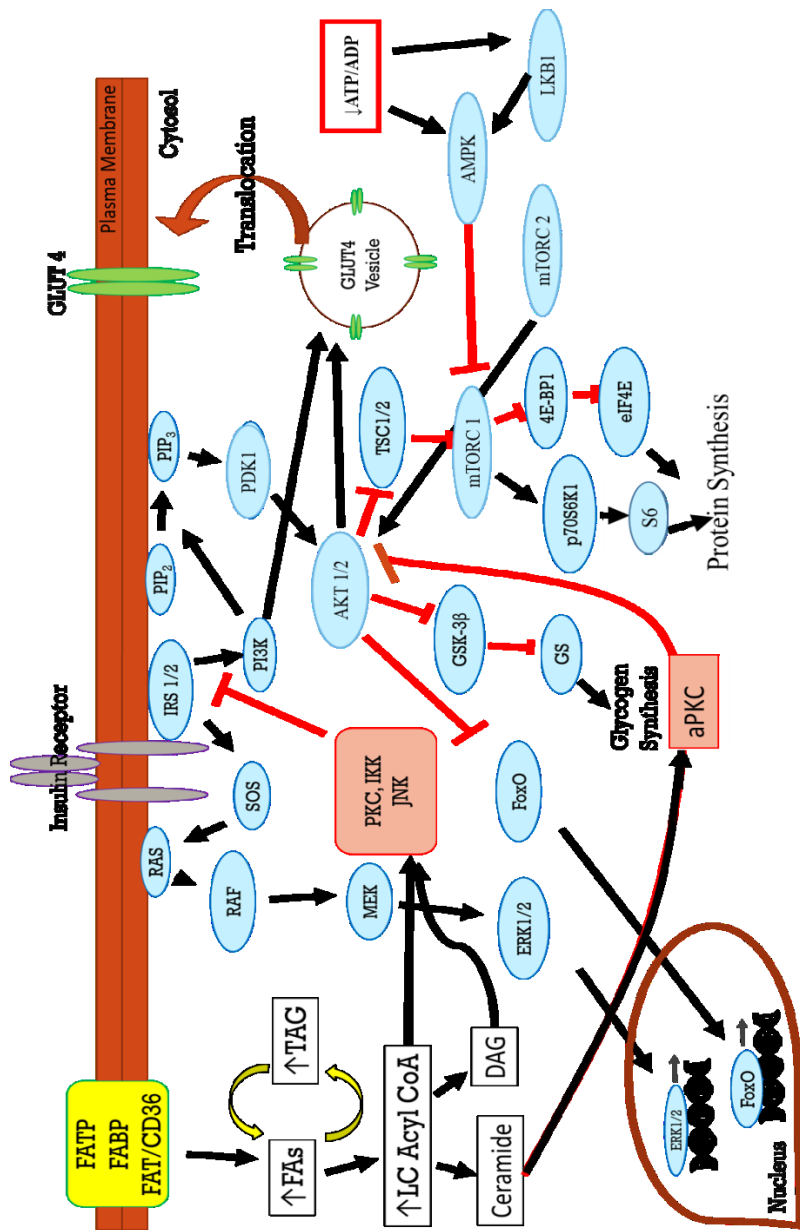 FATP
FABP
FAT/CD36
Insulin Receptor
GLUT 4
Plasma Membrane
Cytosol
Translocation
RAS
SOS
IRS 1/2
PIP2
PIP3
RAF
PI3K
PDK1
GLUT4
Vesicle
↓ATP/ADP
LKB1
AMPK
↑FAs
↑TAG
MEK
AKT 1/2
TSC1/2
↑LC Acyl CoA
PKC, IKK
JNK
GSK-3β
mTORC 1
mTORC 2
DAG
Ceramide
ERK1/2
FoxO
GS
4E-BP1
p70S6K1
eIF4E
S6
Glycogen
Synthesis
aPKC
Protein Synthesis
ERK1/2
FoxO
Nucleus